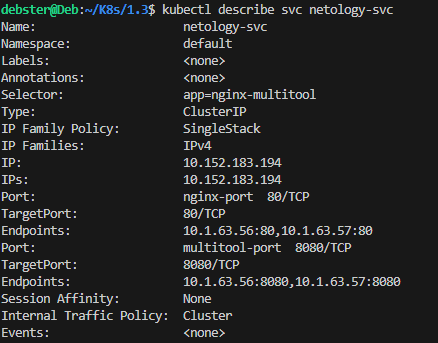 debster@Deb:~/K8s/1.3$ kubectl describe svc netology-svc
Name: netology-svc
Namespace: default
Labels: <none>
Annotations: <none>
Selector: app=nginx-multitool
Type: ClusterIP
IP Family Policy: SingleStack
IP Families: IPv4
IP: 10.152.183.194
IPs: 10.152.183.194
Port: nginx-port 80/TCP
TargetPort: 80/TCP
Endpoints: 10.1.63.56:80,10.1.63.57:80
Port: multitool-port 8080/TCP
TargetPort: 8080/TCP
Endpoints: 10.1.63.56:8080,10.1.63.57:8080
Session Affinity: None
Internal Traffic Policy: Cluster
Events: <none>